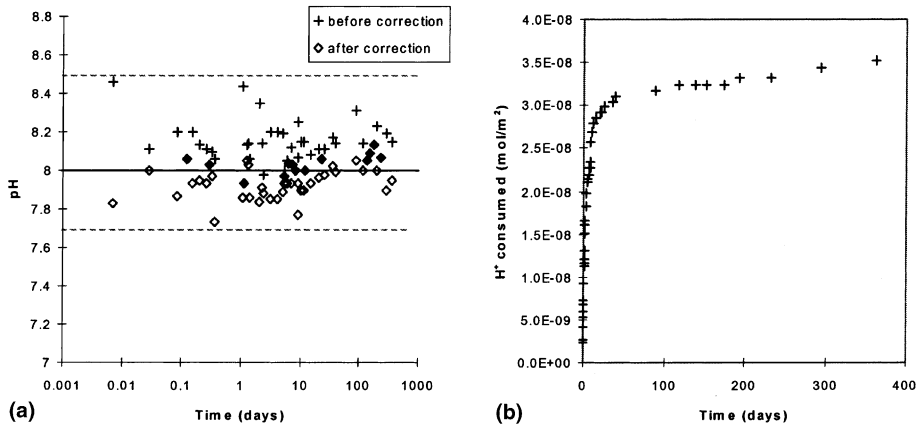 8.8
8.6
8.4
8.2
8
7.8
7.6
7.4
7.2
7
pH
before correction
after correction
0.001 0.01 0.1 1 10 100 1000
Time (days)
(a)
4.0E-08
3.5E-08
3.0E-08
2.5E-08
2.0E-08
1.5E-08
1.0E-08
5.0E-09
0.0E+00
H⁺ consumed (mol/m²)
0 100 200 300 400
Time (days)
(b)